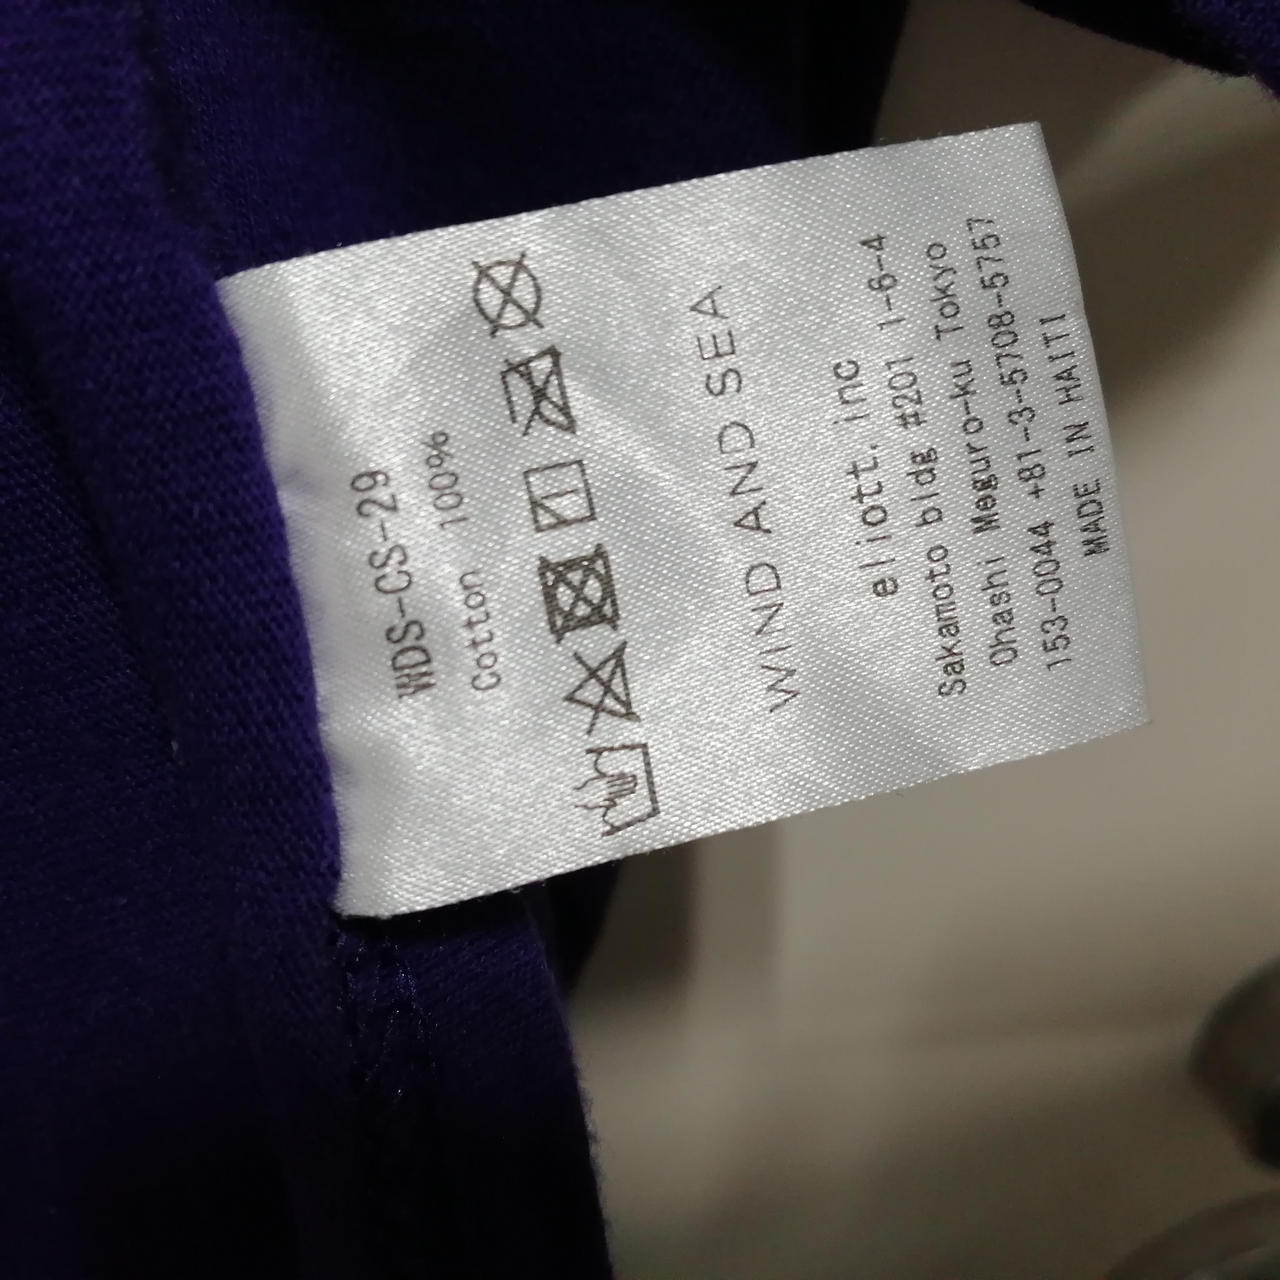 WDS-CS-29
Cotton 100%
WIND AND SEA
eliott. inc
Sakamoto bldg #201 1-6-4
Ohashi Meguro-ku Tokyo
153-0044 +81-3-5708-5757
MADE IN HAITI